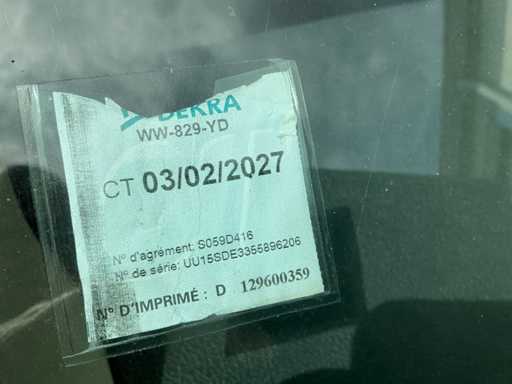 DEKRA
WW-829-YD
CT 03/02/2027
N° d'agrément: S059D416
N° de série: UU15SDE3355896206
N° D'IMPRIMÉ : D 129600359